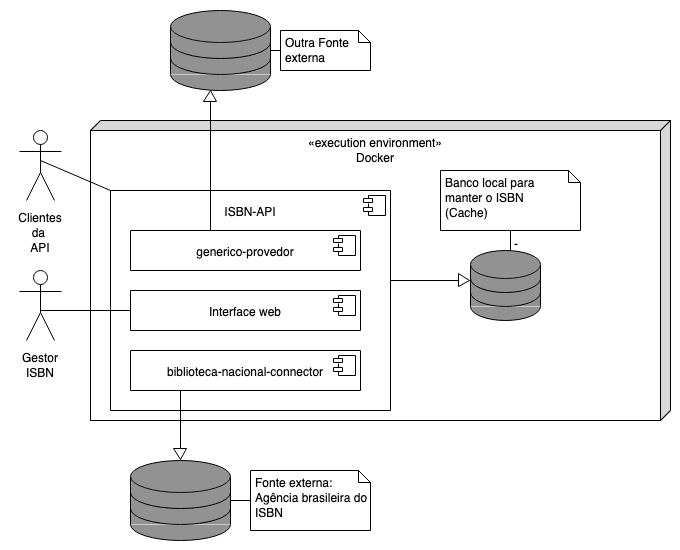 Outra Fonte
externa
«execution environment»
Docker
Clientes
da
API
ISBN-API
Banco local para
manter o ISBN
(Cache)
-
generico-provedor
Interface web
Gestor
ISBN
biblioteca-nacional-connector
Fonte externa:
Agência brasileira do
ISBN